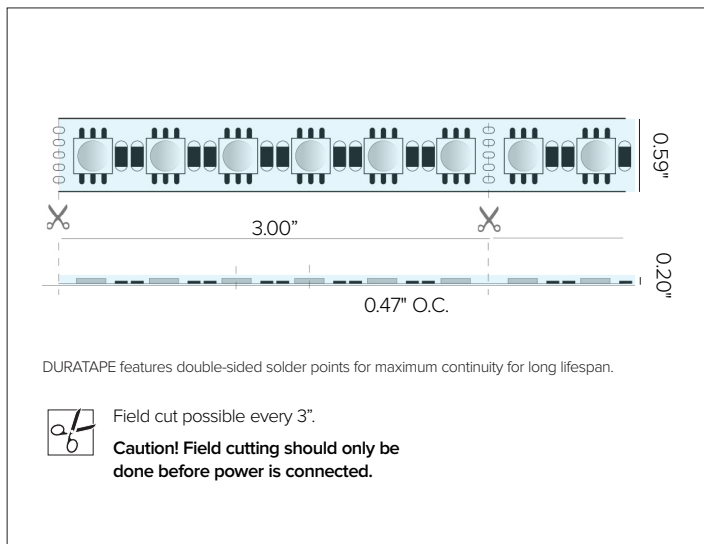 0.59"
3.00”
0.20"
0.47" O.C.
DURATAPE features double-sided solder points for maximum continuity for long lifespan.
Field cut possible every 3”.
Caution! Field cutting should only be
done before power is connected.